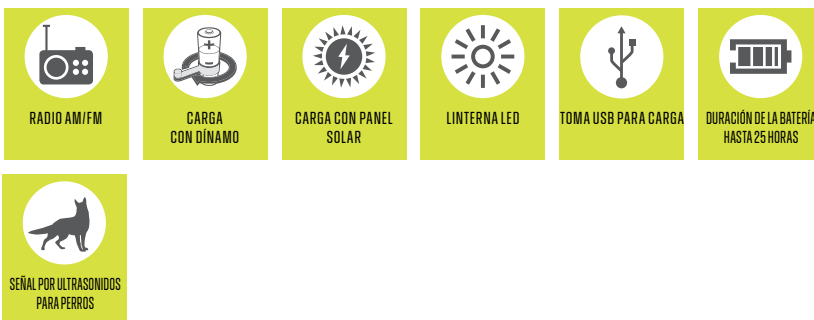 RADIO AM/FM
CARGA
CON DÍNAMO
CARGA CON PANEL
SOLAR
LINTERNA LED
TOMA USB PARA CARGA
DURACIÓN DE LA BATERÍA
HASTA 25 HORAS
SEÑAL POR ULTRASONIDOS
PARA PERROS